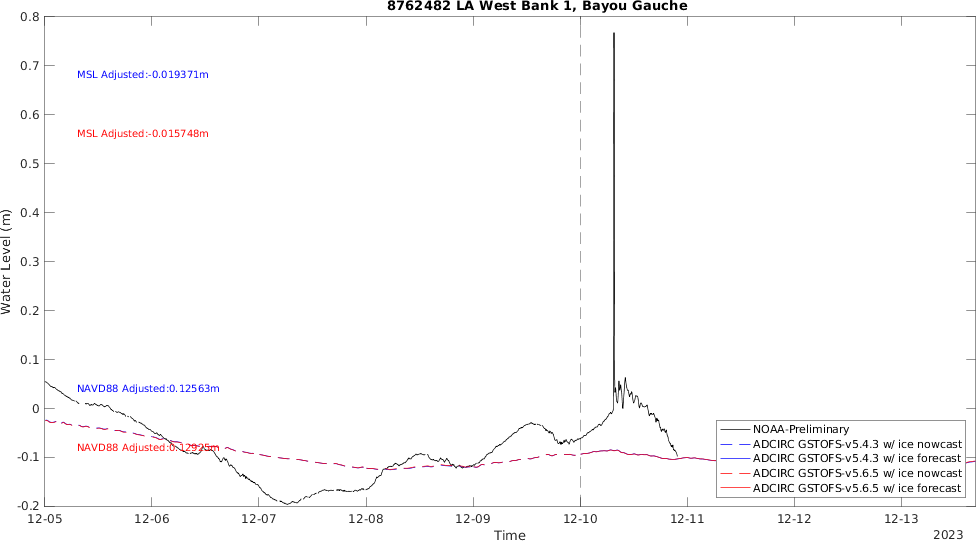 8762482 LA West Bank 1, Bayou Gauche
0.8
0.7
MSL Adjusted:-0.019371m
0.6
MSL Adjusted:-0.015748m
0.5
0.4
Water Level (m)
0.3
0.2
0.1
NAVD88 Adjusted:0.12563m
0
NOAA-Preliminary
ADCIRC GSTOFS-v5.4.3 w/ ice nowcast
NAVD88 Adjusted:0.12925m
-0.1
ADCIRC GSTOFS-v5.4.3 w/ ice forecast
ADCIRC GSTOFS-v5.6.5 w/ ice nowcast
ADCIRC GSTOFS-v5.6.5 w/ ice forecast
-0.2
12-05 12-06 12-07 12-08 12-09 12-10 12-11 12-12 12-13
Time
2023